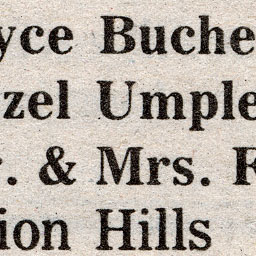 yce Buche
zel Umple
. & Mrs. F
ion Hills